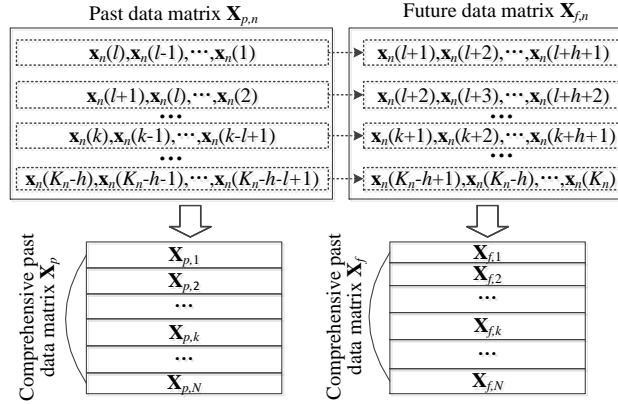 Past data matrix X_{p,n}
Future data matrix X_{f,n}
x_n(l),x_n(l-1),⋯,x_n(1)
x_n(l+1),x_n(l+2),⋯,x_n(l+h+1)
x_n(l+1),x_n(l),⋯,x_n(2)
x_n(l+2),x_n(l+3),⋯,x_n(l+h+2)
•••
•••
x_n(k),x_n(k-1),⋯,x_n(k-l+1)
x_n(k+1),x_n(k+2),⋯,x_n(k+h+1)
•••
•••
x_n(K_n-h),x_n(K_n-h-1),⋯,x_n(K_n-h-l+1)
x_n(K_n-h+1),x_n(K_n-h),⋯,x_n(K_n)
Comprehensive past
data matrix X_p
X_{p,1}
X_{p,2}
•••
X_{p,k}
•••
X_{p,N}
Comprehensive past
data matrix X_f
X_{f,1}
X_{f,2}
•••
X_{f,k}
•••
X_{f,N}